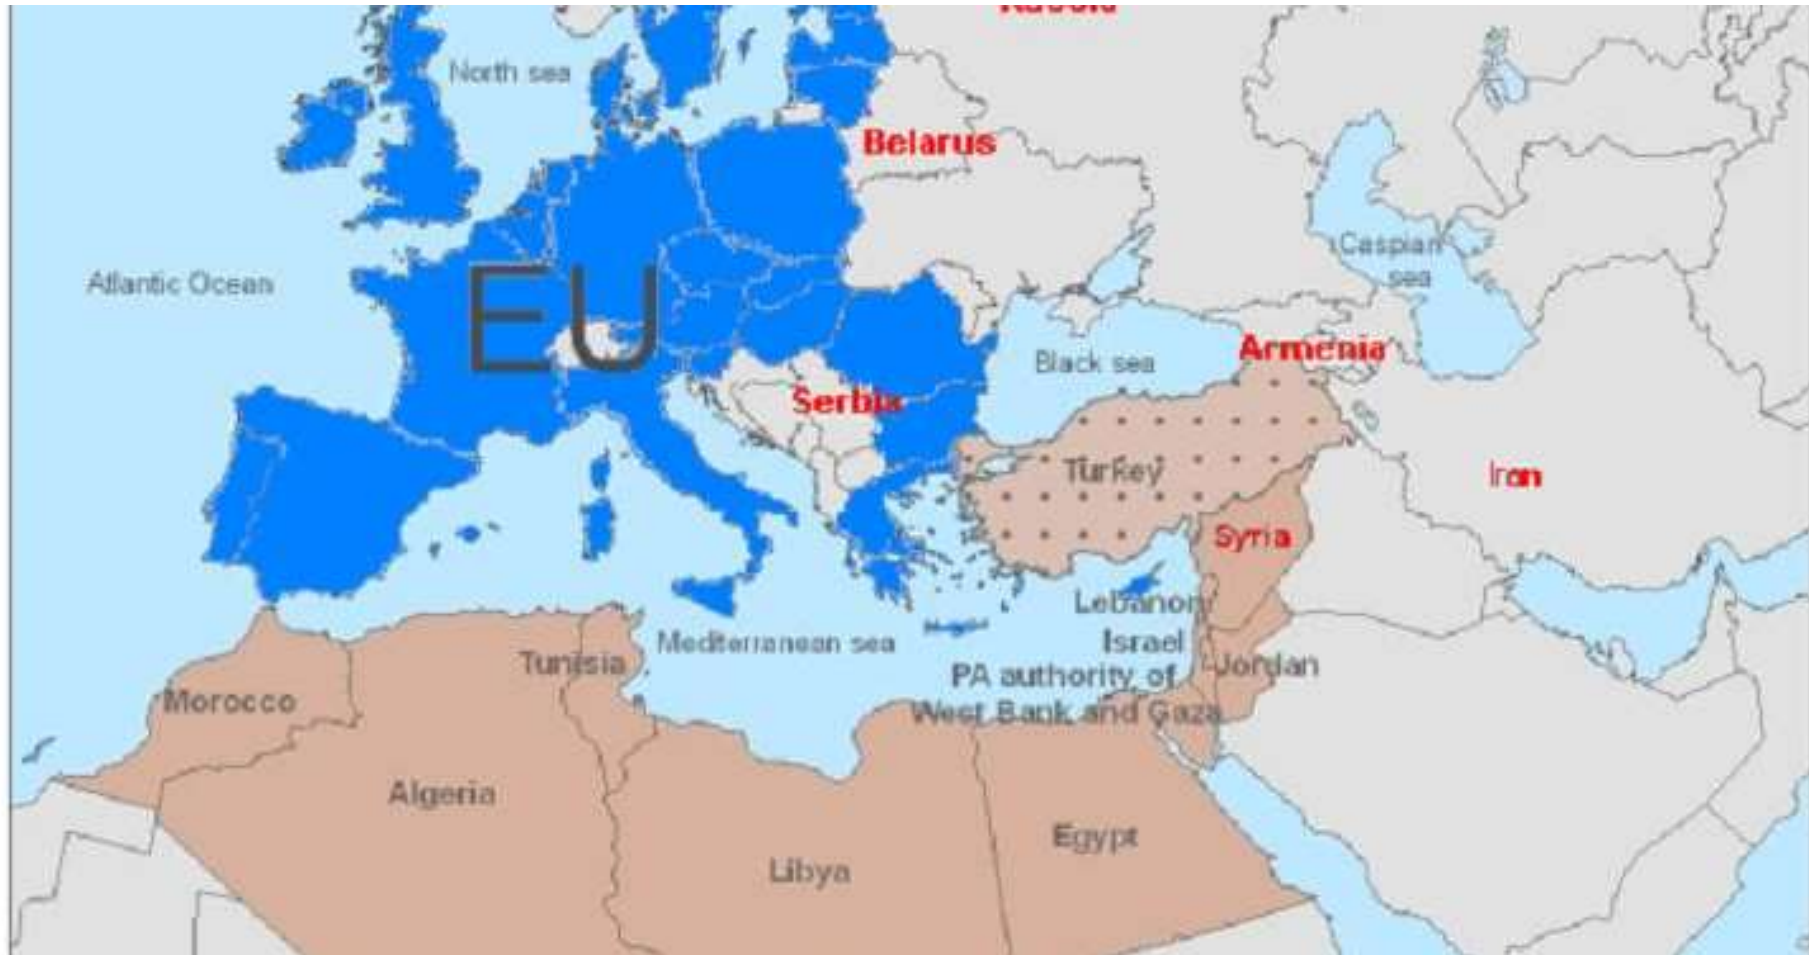 North sea
Belarus
Caspian
sea
Atlantic Ocean
EU
Armenia
Black sea
Serbia
Turkey
Iran
Syria
Lebanon
Israel
Mediterranean sea
Tunisia
PA authority of
Jordan
West Bank and Gaza
Morocco
Algeria
Egypt
Libya